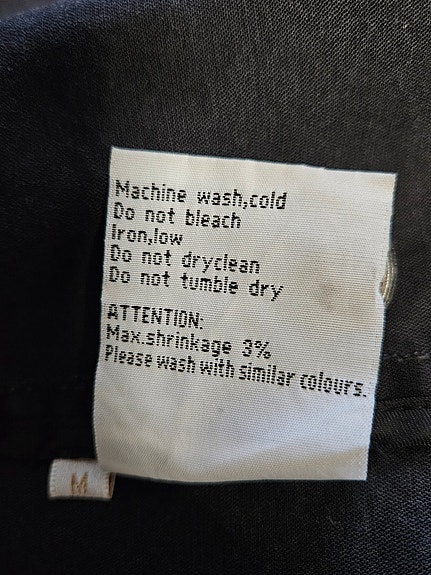 Machine wash,cold
Do not bleach
Iron,low
Do not dryclean
Do not tumble dry
ATTENTION:
Max.shrinkage 3%
Please wash with similar colours.
M